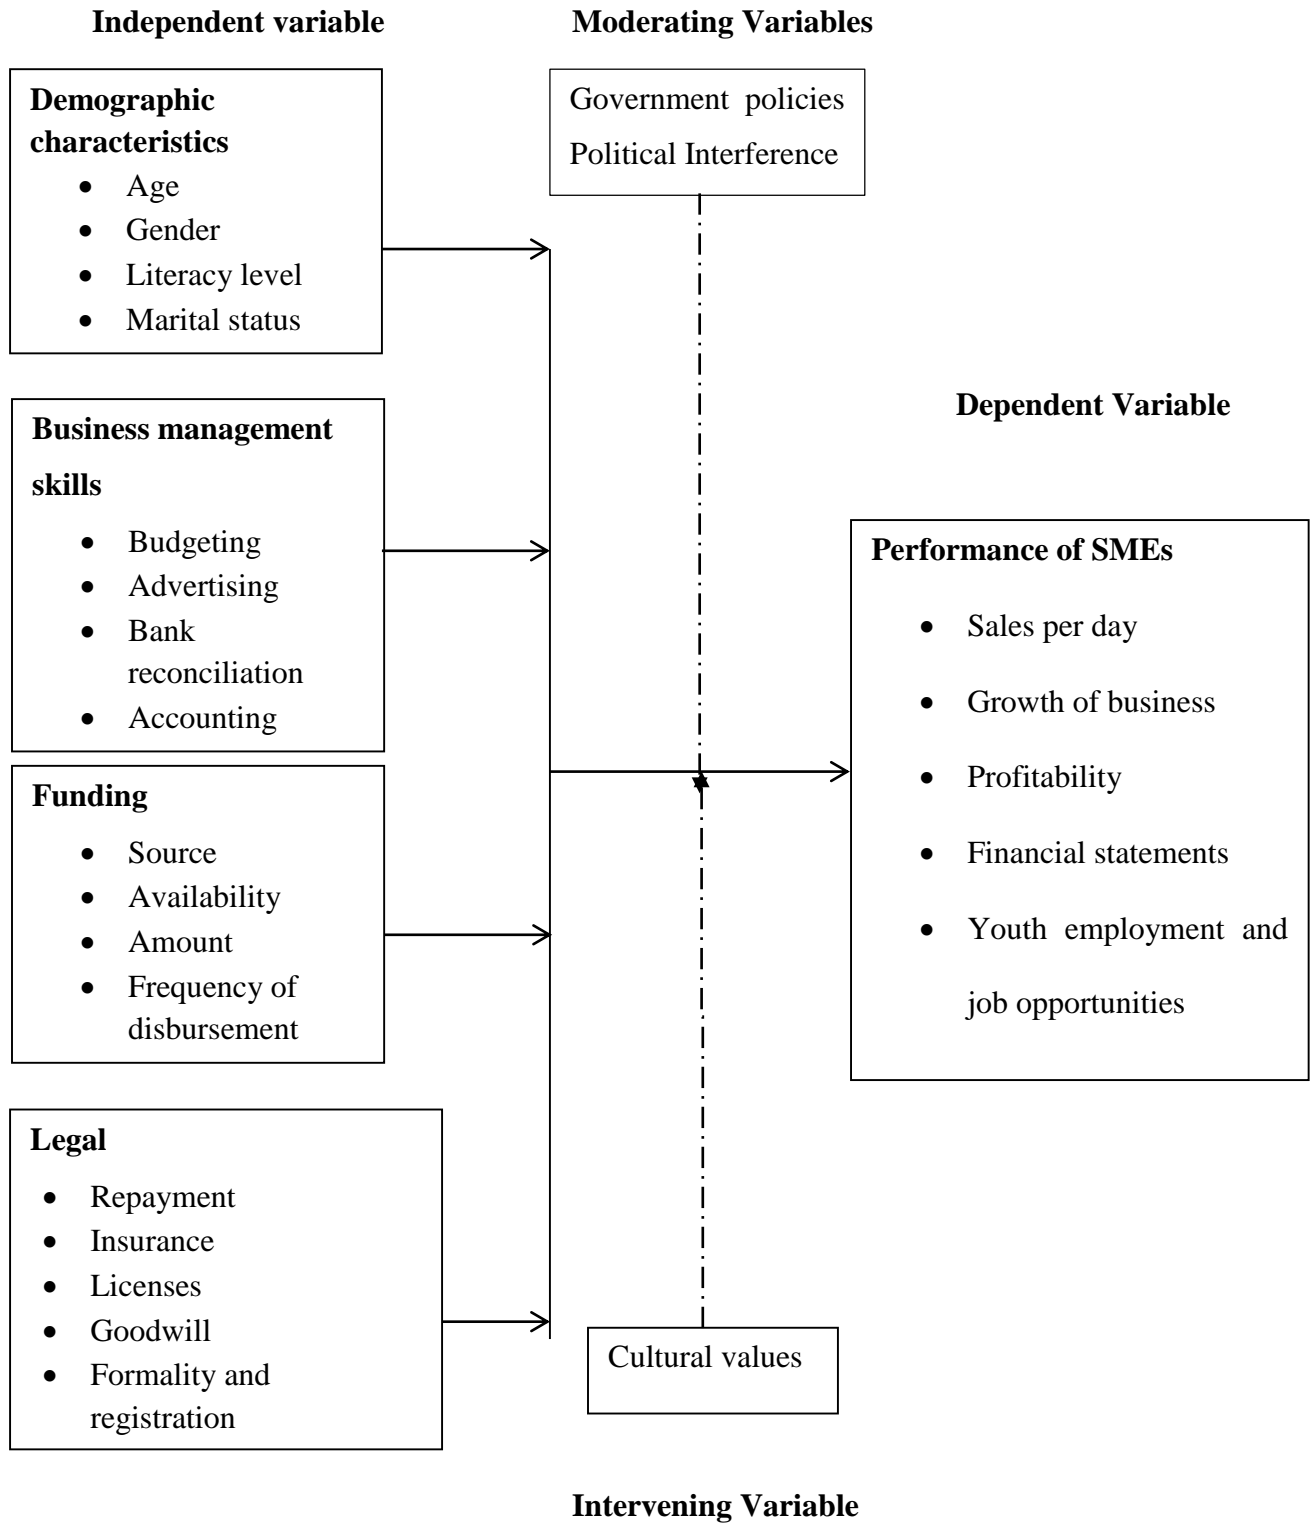 Independent variable
Moderating Variables
Demographic
characteristics
• Age
• Gender
• Literacy level
• Marital status
Government policies
Political Interference
Business management
skills
• Budgeting
• Advertising
• Bank
reconciliation
• Accounting
Funding
• Source
• Availability
• Amount
• Frequency of
disbursement
Legal
• Repayment
• Insurance
• Licenses
• Goodwill
• Formality and
registration
Dependent Variable
Performance of SMEs
• Sales per day
• Growth of business
• Profitability
• Financial statements
• Youth employment and
job opportunities
Cultural values
Intervening Variable